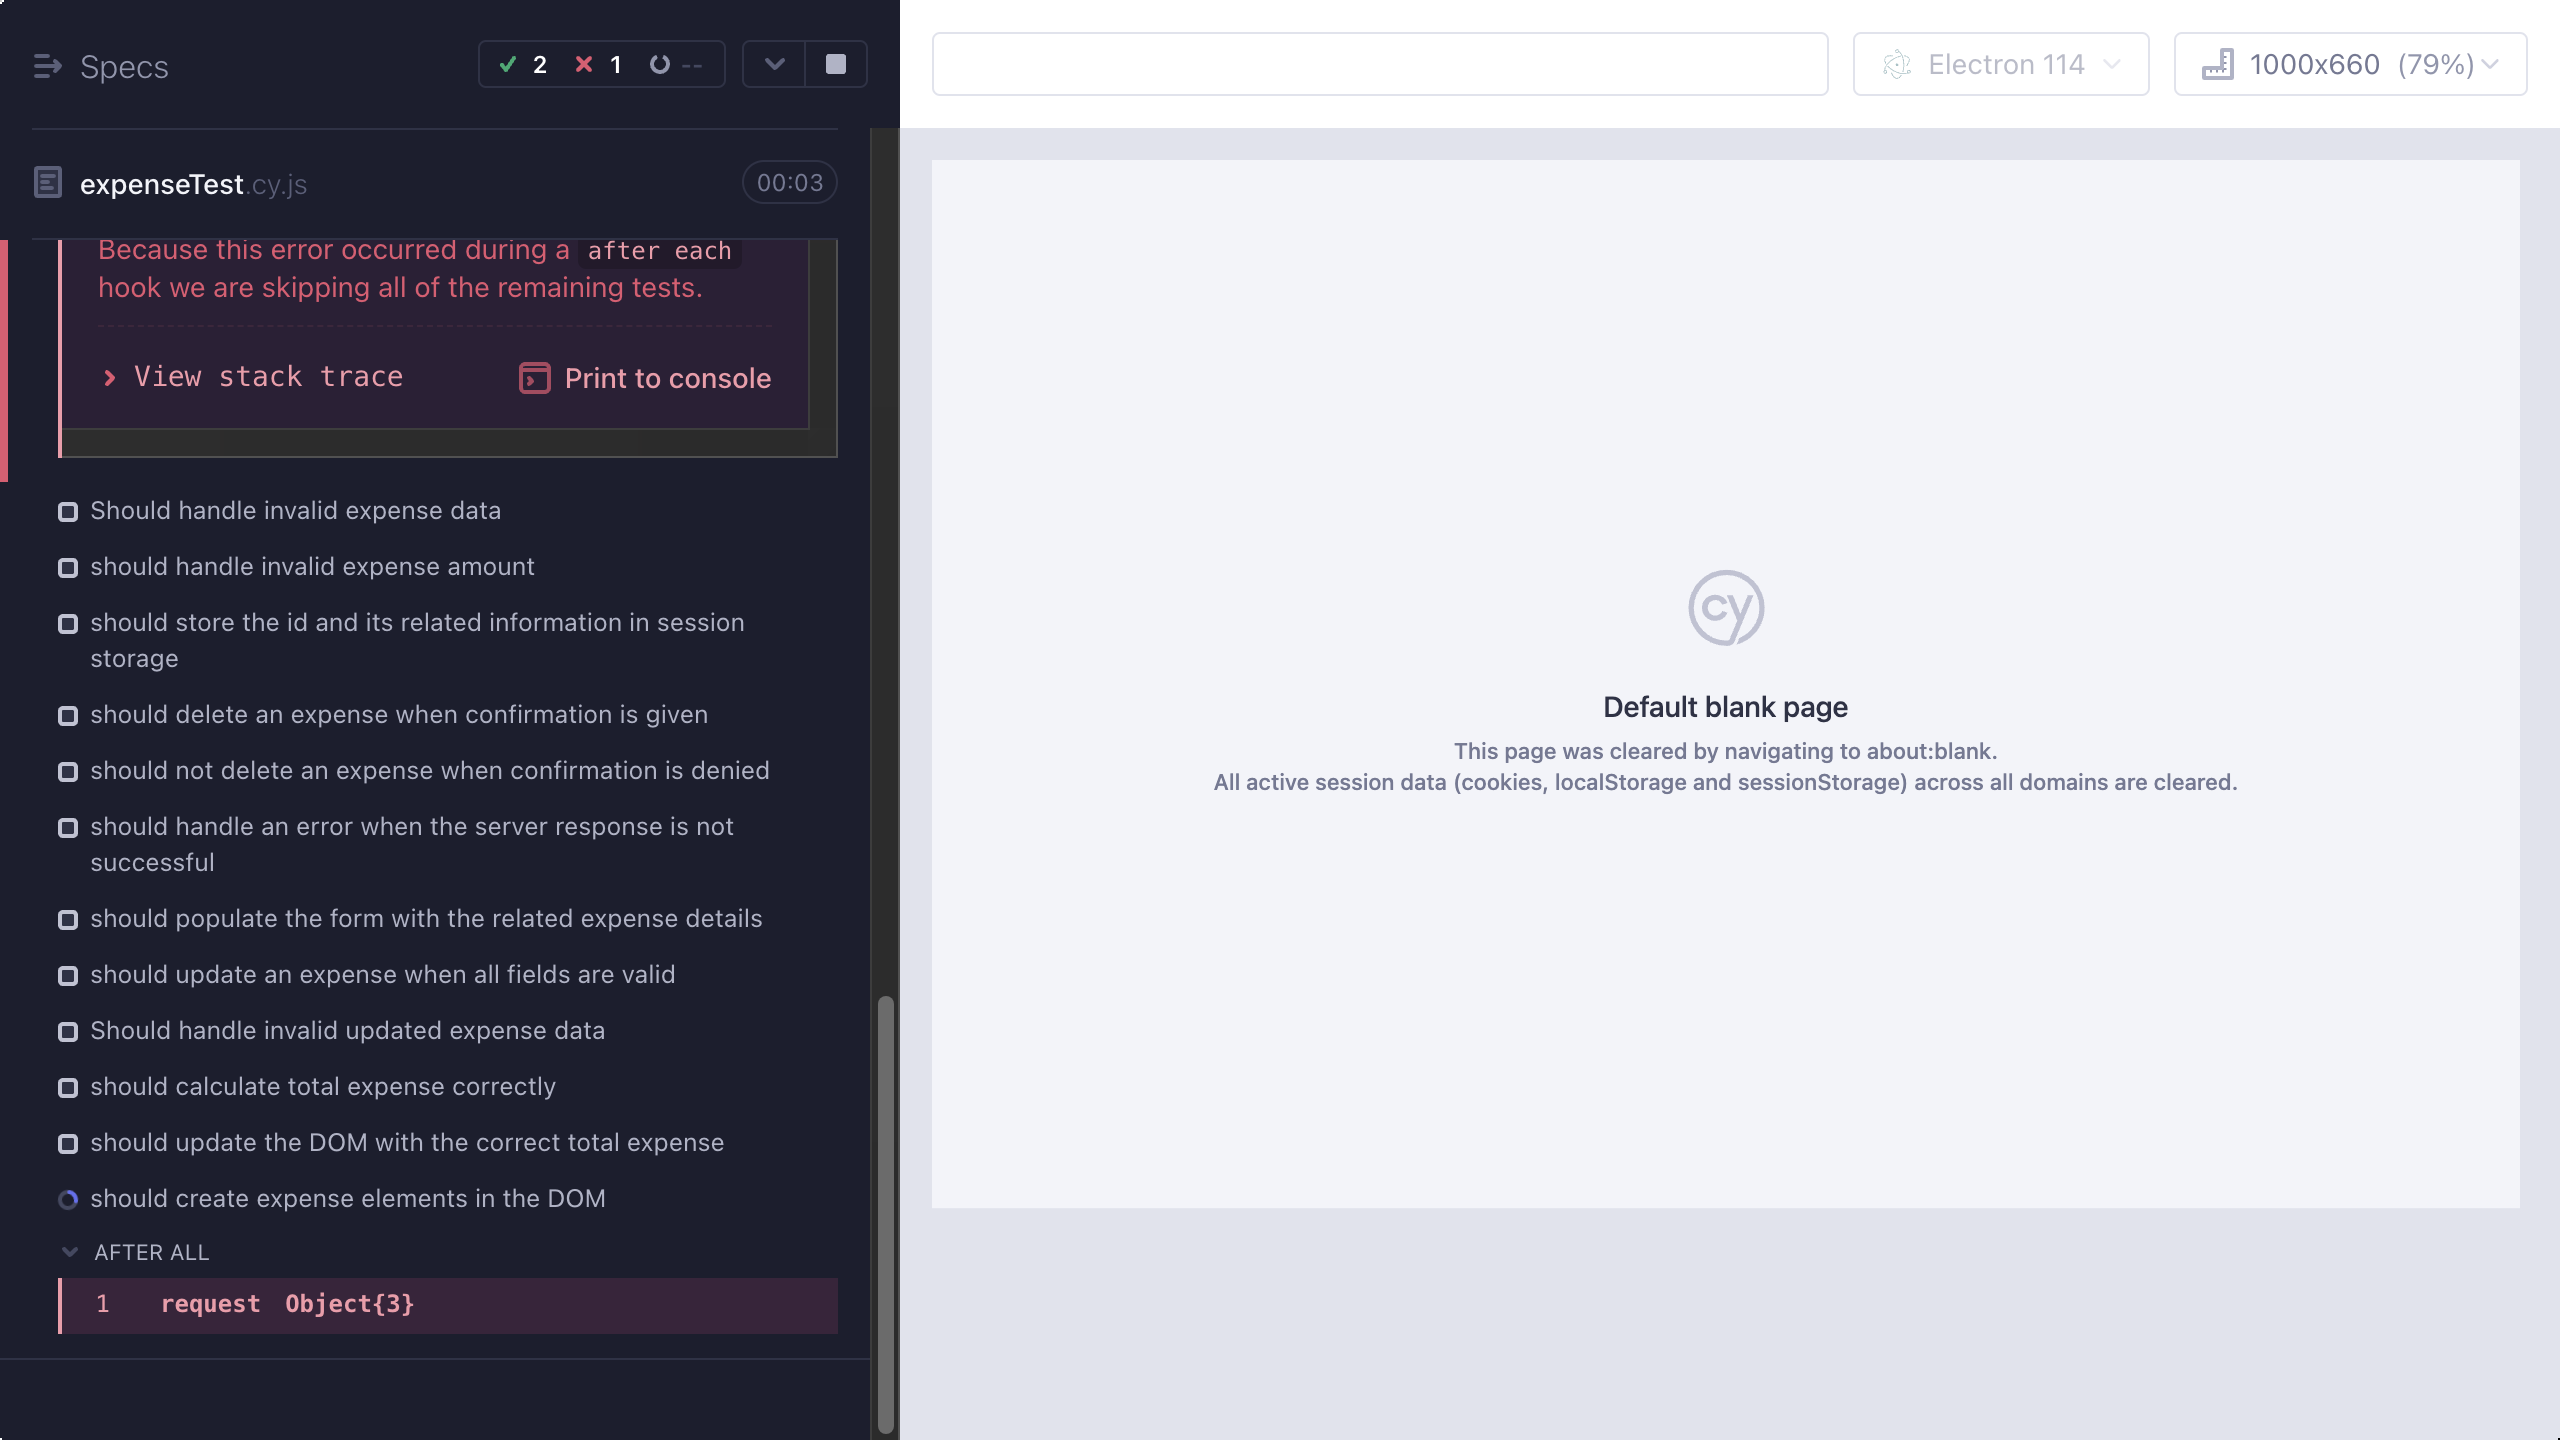 Specs
2 1 --
expenseTest.cy.js
00:03
Because this error occurred during a after each
hook we are skipping all of the remaining tests.
View stack trace
Print to console
Should handle invalid expense data
should handle invalid expense amount
should store the id and its related information in session
storage
should delete an expense when confirmation is given
should not delete an expense when confirmation is denied
should handle an error when the server response is not
successful
should populate the form with the related expense details
should update an expense when all fields are valid
Should handle invalid updated expense data
should calculate total expense correctly
should update the DOM with the correct total expense
should create expense elements in the DOM
AFTER ALL
1 request Object{3}
Electron 114
1000x660 (79%)
cy
Default blank page
This page was cleared by navigating to about:blank.
All active session data (cookies, localStorage and sessionStorage) across all domains are cleared.